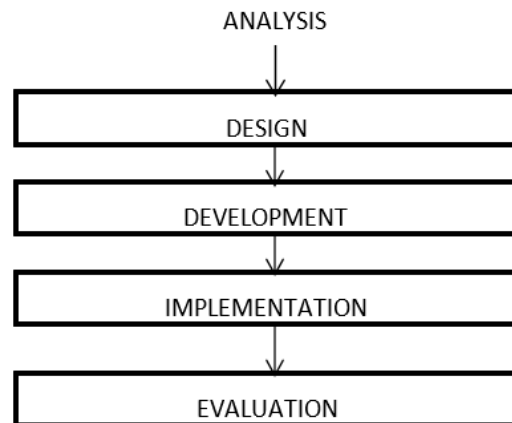 ANALYSIS
DESIGN
DEVELOPMENT
IMPLEMENTATION
EVALUATION